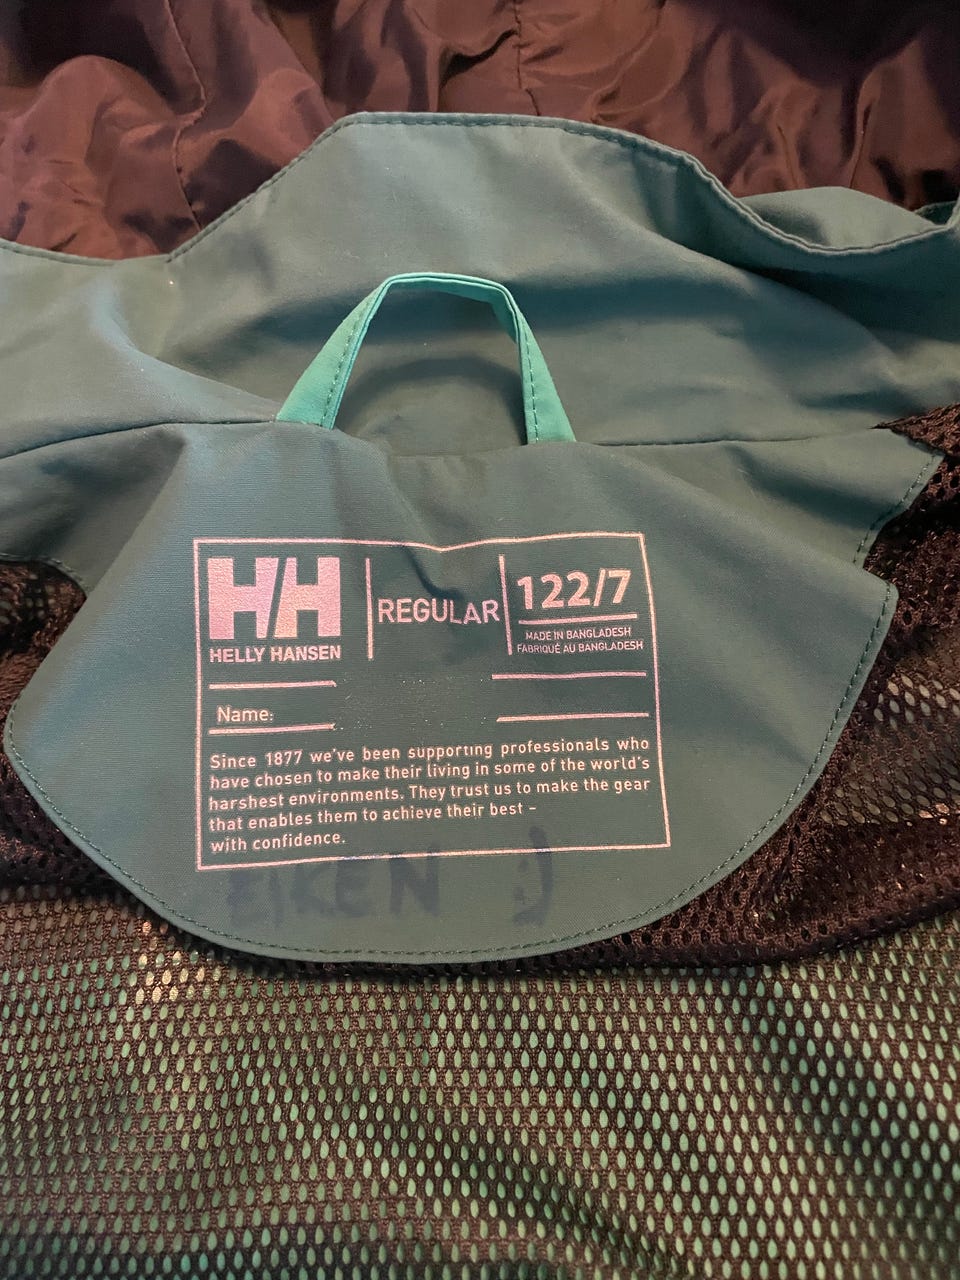 HH
HELLY HANSEN
REGULAR
122/7
MADE IN BANGLADESH
FABRIQUÉ AU BANGLADESH
Name:
Since 1877 we've been supporting professionals who
have chosen to make their living in some of the world's
harshest environments. They trust us to make the gear
that enables them to achieve their best –
with confidence.
EIKEN :)